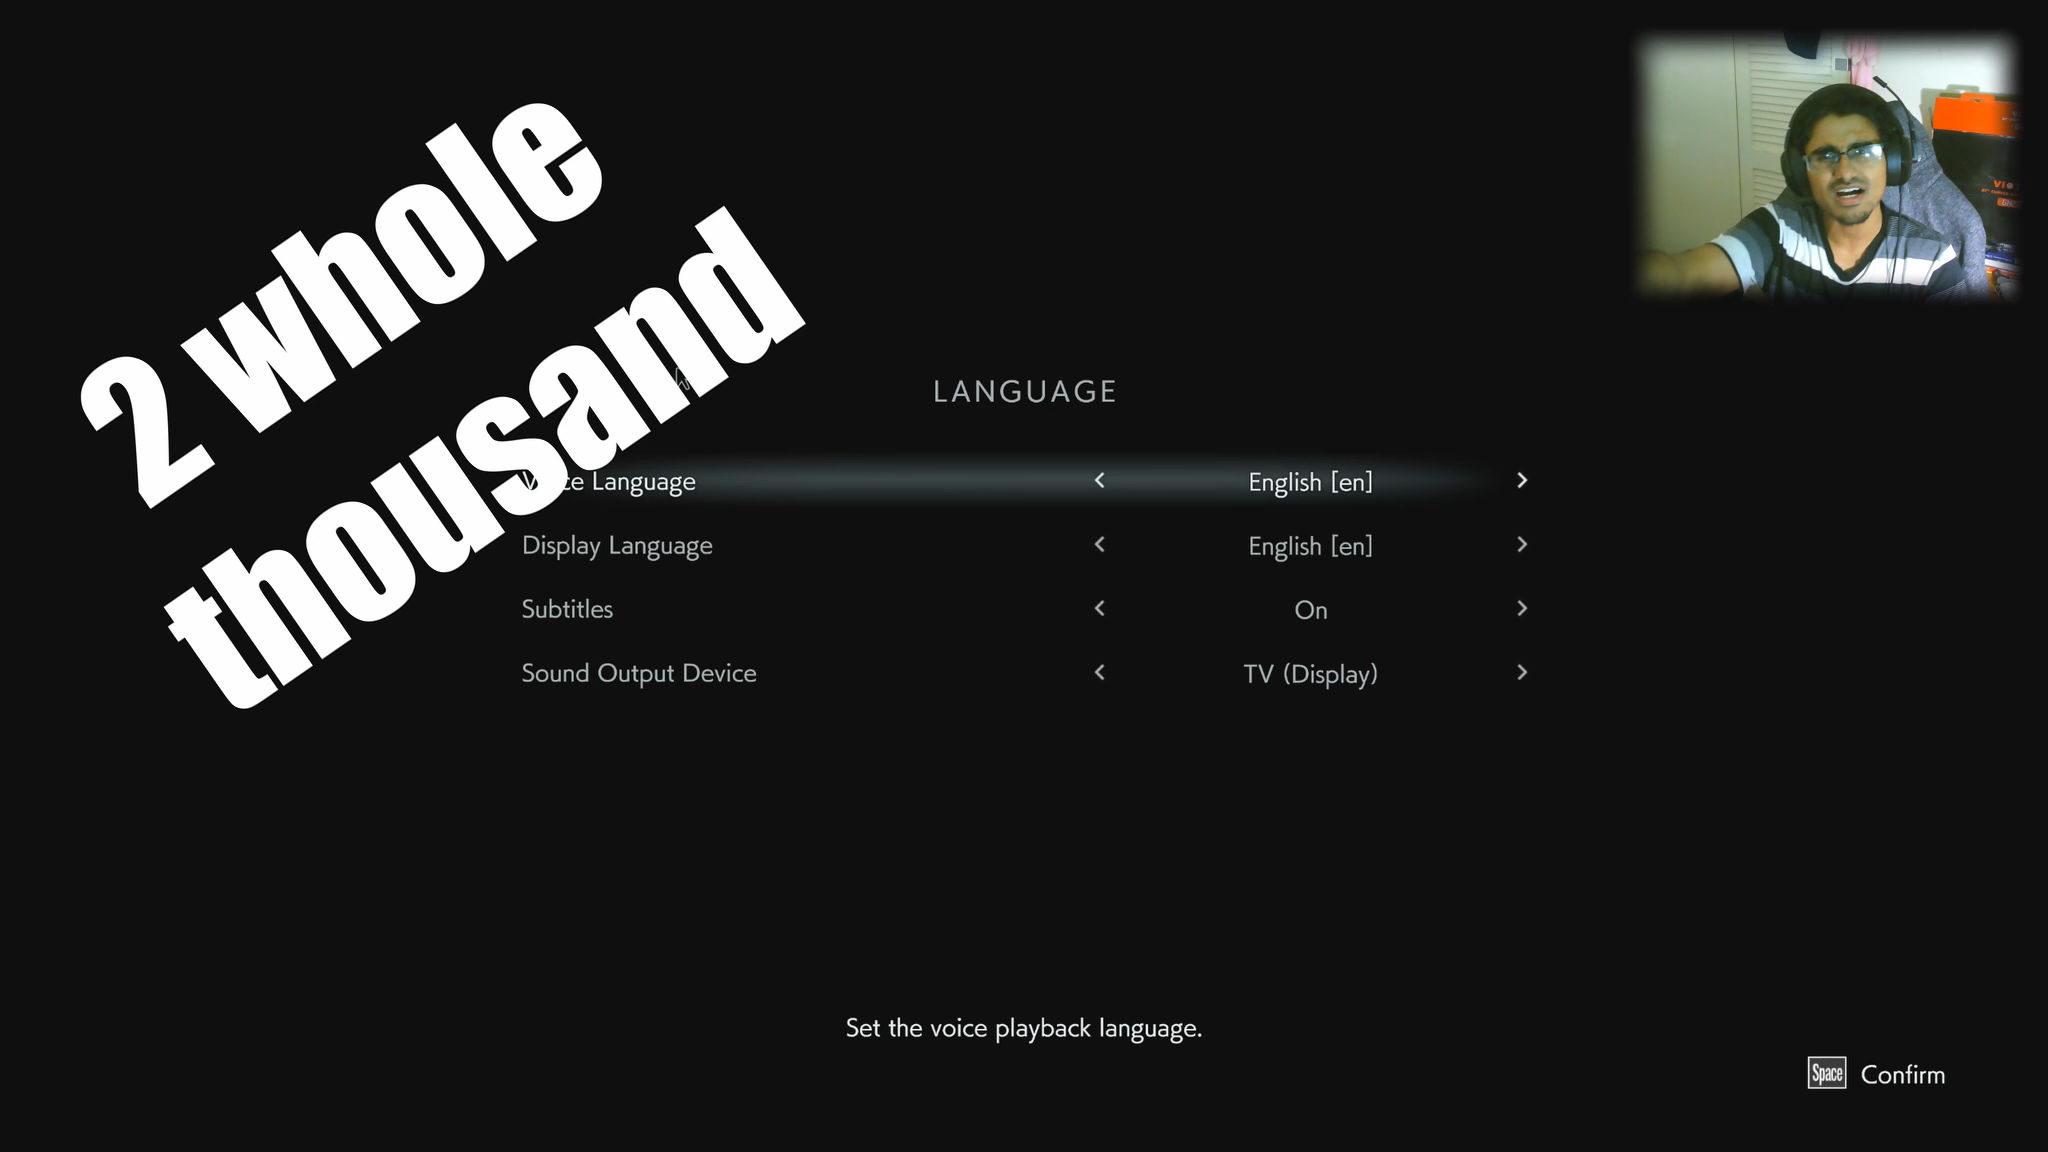 2 whole
thousand
LANGUAGE
Language < English [en] >
Display Language < English [en] >
Subtitles < On >
Sound Output Device < TV (Display) >
Set the voice playback language.
Space Confirm